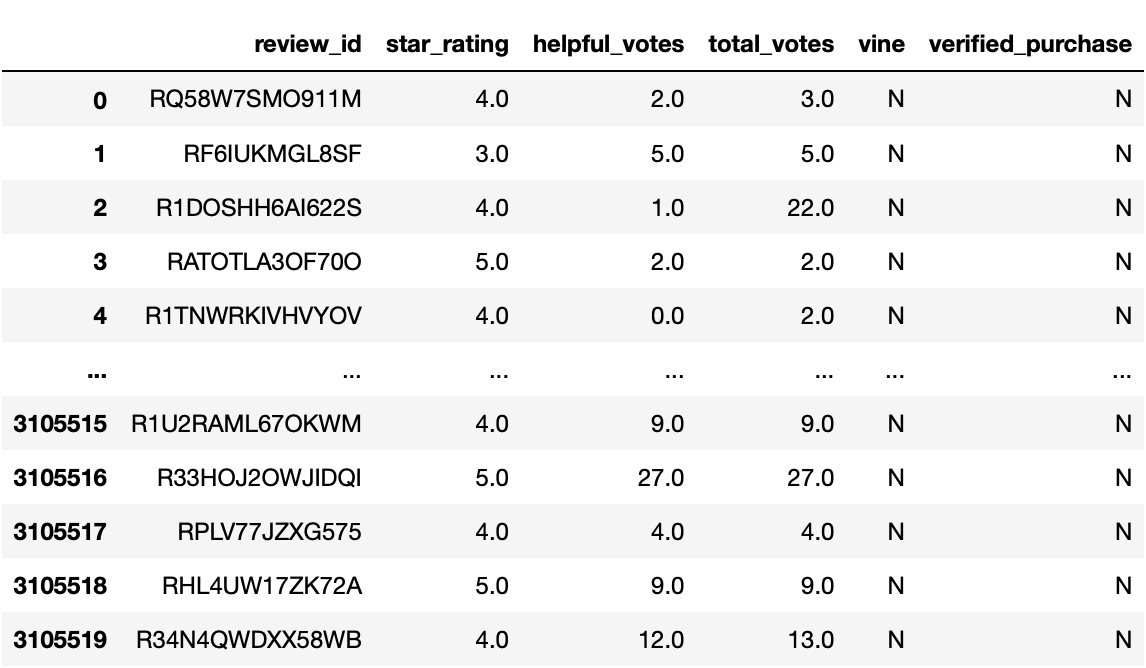 review_id star_rating helpful_votes total_votes vine verified_purchase
0 RQ58W7SMO911M 4.0 2.0 3.0 N N
1 RF6IUKMGL8SF 3.0 5.0 5.0 N N
2 R1DOSHH6AI622S 4.0 1.0 22.0 N N
3 RATOTLA3OF70O 5.0 2.0 2.0 N N
4 R1TNWRKIVHVYOV 4.0 0.0 2.0 N N
... ... ... ... ... ... ...
3105515 R1U2RAML67OKWM 4.0 9.0 9.0 N N
3105516 R33HOJ2OWJIDQI 5.0 27.0 27.0 N N
3105517 RPLV77JZXG575 4.0 4.0 4.0 N N
3105518 RHL4UW17ZK72A 5.0 9.0 9.0 N N
3105519 R34N4QWDXX58WB 4.0 12.0 13.0 N N